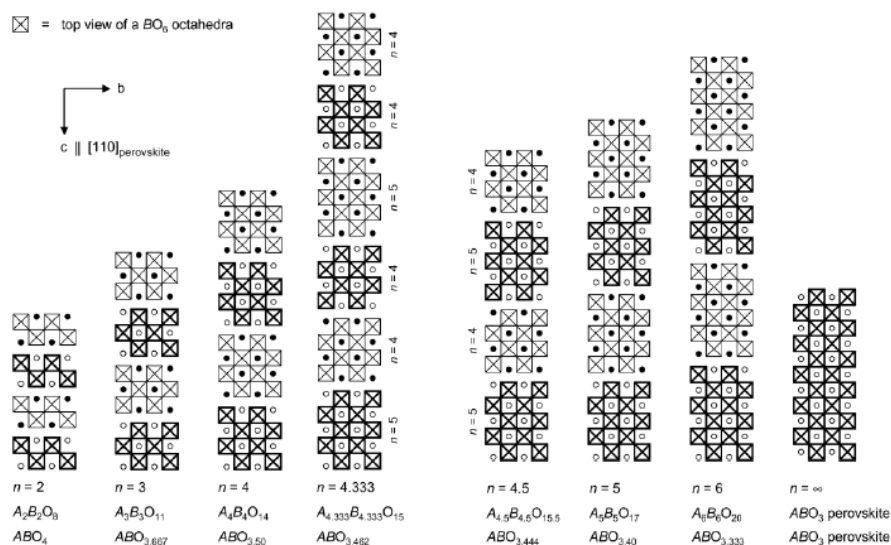 = top view of a BO₆ octahedra
b
c || [110]perovskite
n = 4
n = 4
n = 5
n = 4
n = 4
n = 5
n = 4
n = 5
n = 4
n = 5
n = 2 n = 3 n = 4 n = 4.333 n = 4.5 n = 5 n = 6 n = ∞
A₂B₂O₈ A₃B₃O₁₁ A₄B₄O₁₄ A₄.₃₃₃B₄.₃₃₃O₁₅ A₄.₅B₄.₅O₁₅.₅ A₅B₅O₁₇ A₆B₆O₂₀ ABO₃ perovskite
ABO₄ ABO₃.₆₆₇ ABO₃.₅₀ ABO₃.₄₆₂ ABO₃.₄₄₄ ABO₃.₄₀ ABO₃.₃₃₃ ABO₃ perovskite